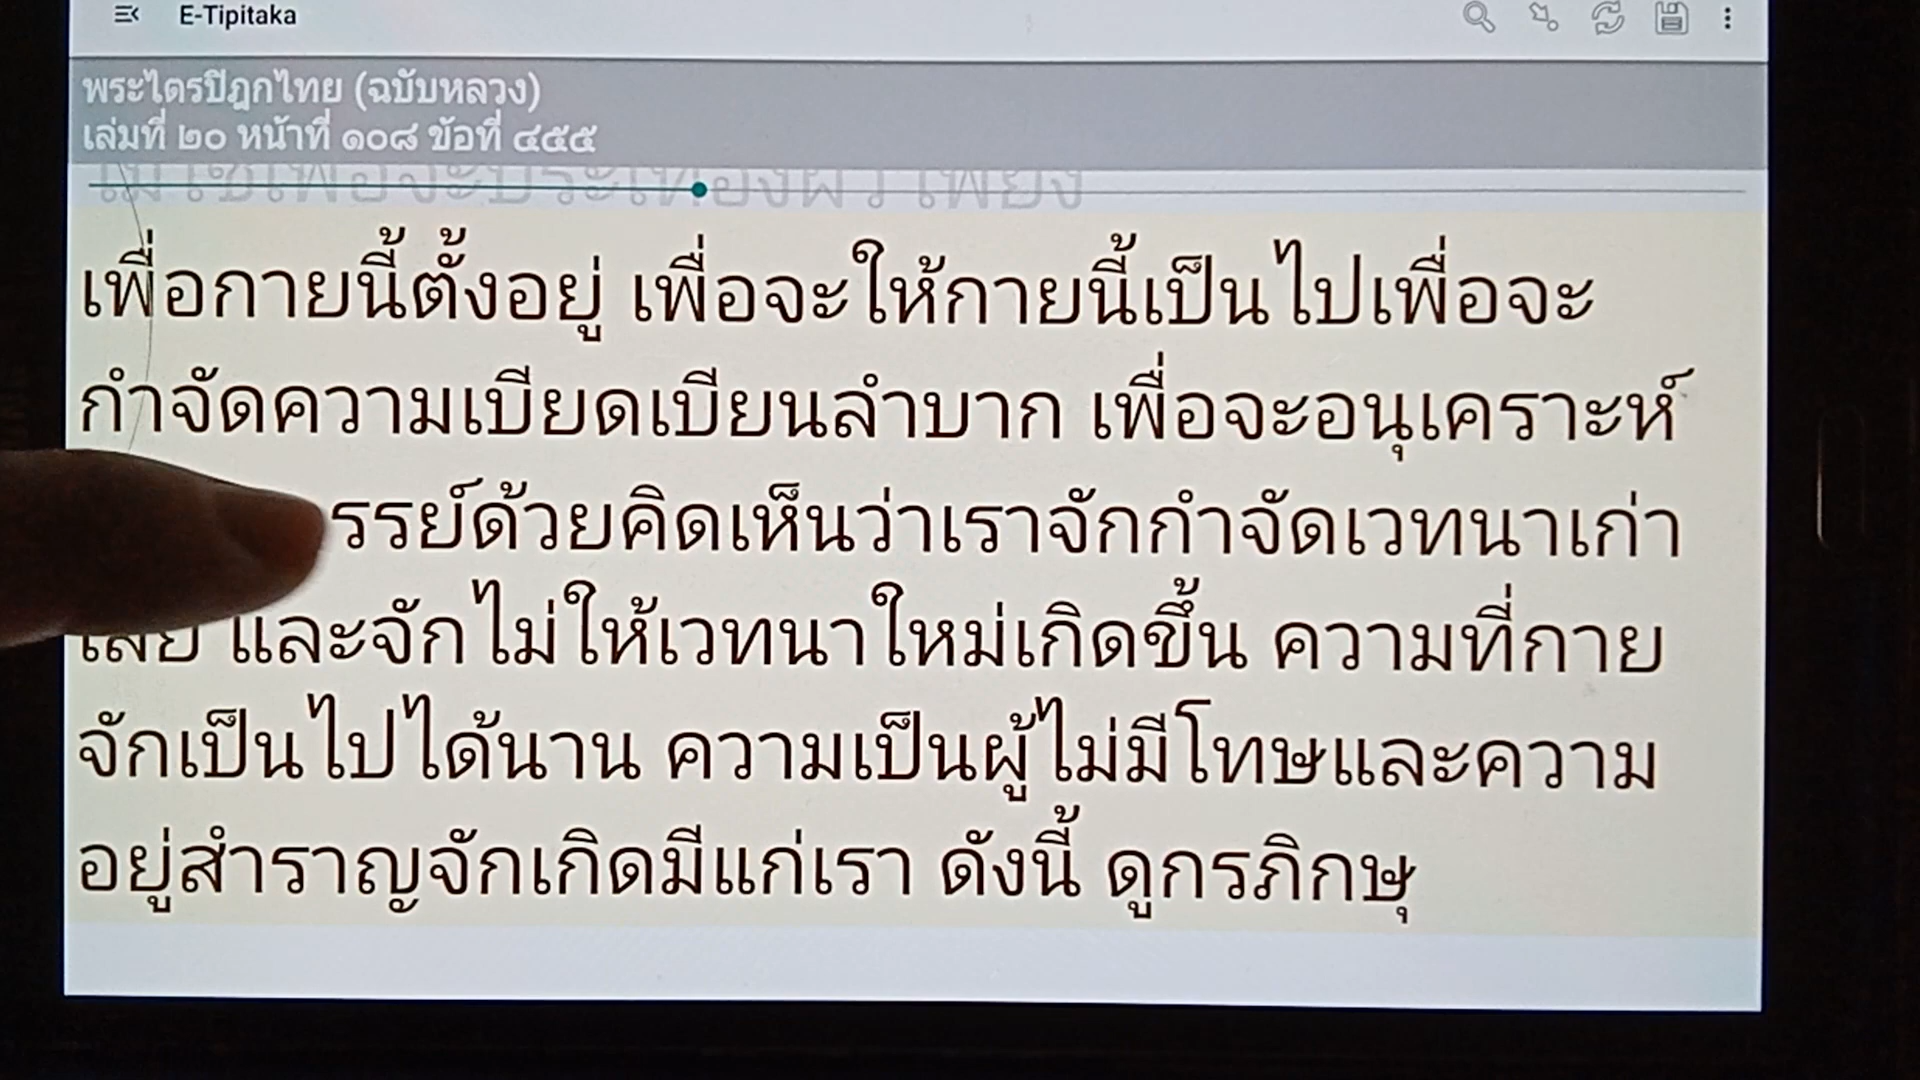 E-Tipitaka
พระไตรปิฎกไทย (ฉบับหลวง)
เล่มที่ ๒๐ หน้าที่ ๑๐๘ ข้อที่ ๔๕๕
เพื่อกายนี้ตั้งอยู่ เพื่อจะให้กายนี้เป็นไปเพื่อจะ
กำจัดความเบียดเบียนลำบาก เพื่อจะอนุเคราะห์
รรย์ด้วยคิดเห็นว่าเราจักกำจัดเวทนาเก่า
เสีย และจักไม่ให้เวทนาใหม่เกิดขึ้น ความที่กาย
จักเป็นไปได้นาน ความเป็นผู้ไม่มีโทษและความ
อยู่สำราญจักเกิดมีแก่เรา ดังนี้ ดูกรภิกษุ